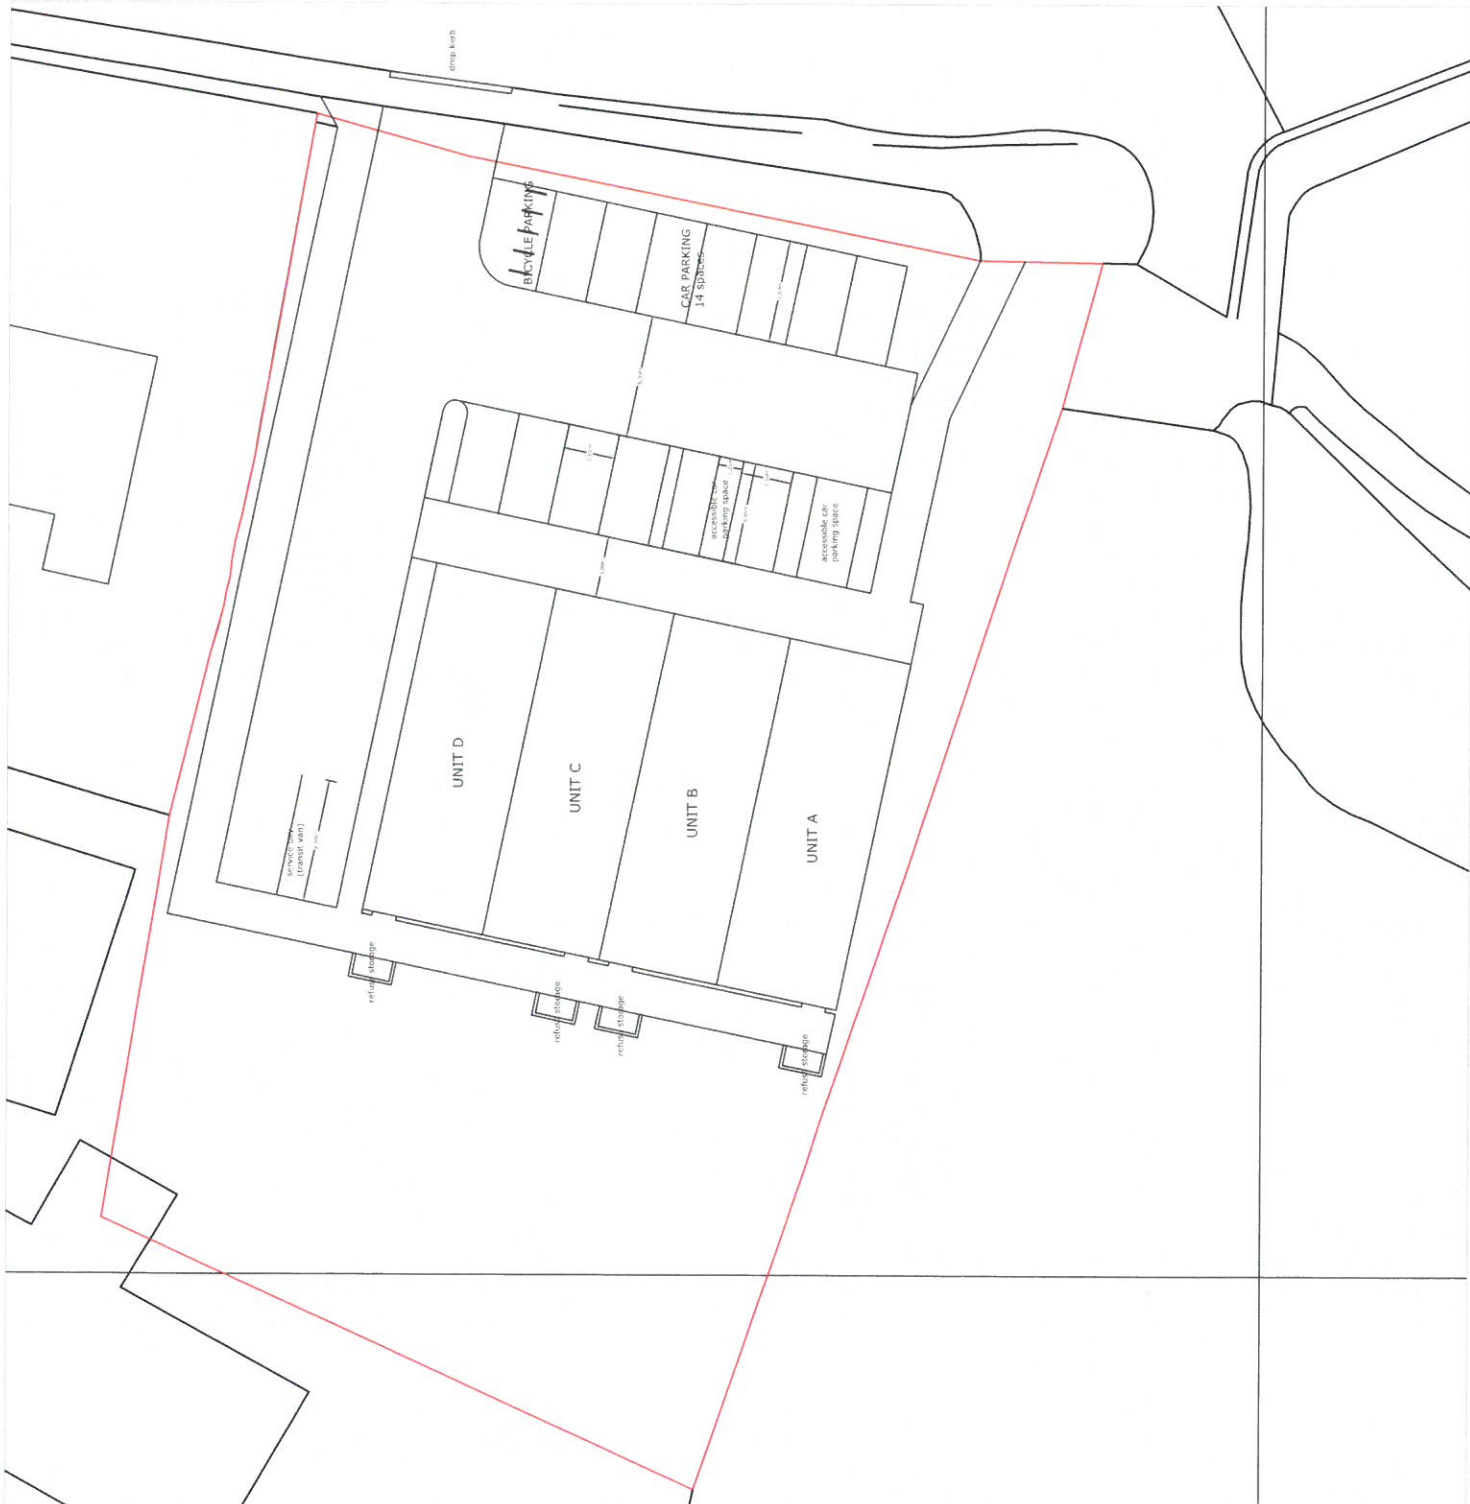 drop kerb
BICYCLE PARKING
CAR PARKING
14 spaces
accessible car
parking space
accessible car
parking space
UNIT D
UNIT C
UNIT B
UNIT A
service bay
(transit van)
refuse storage
refuse storage
refuse storage
refuse storage